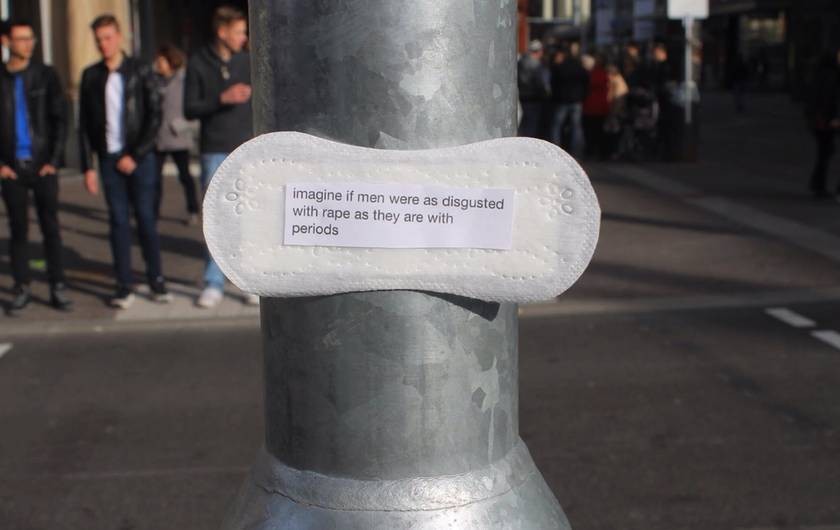 imagine if men were as disgusted
with rape as they are with
periods